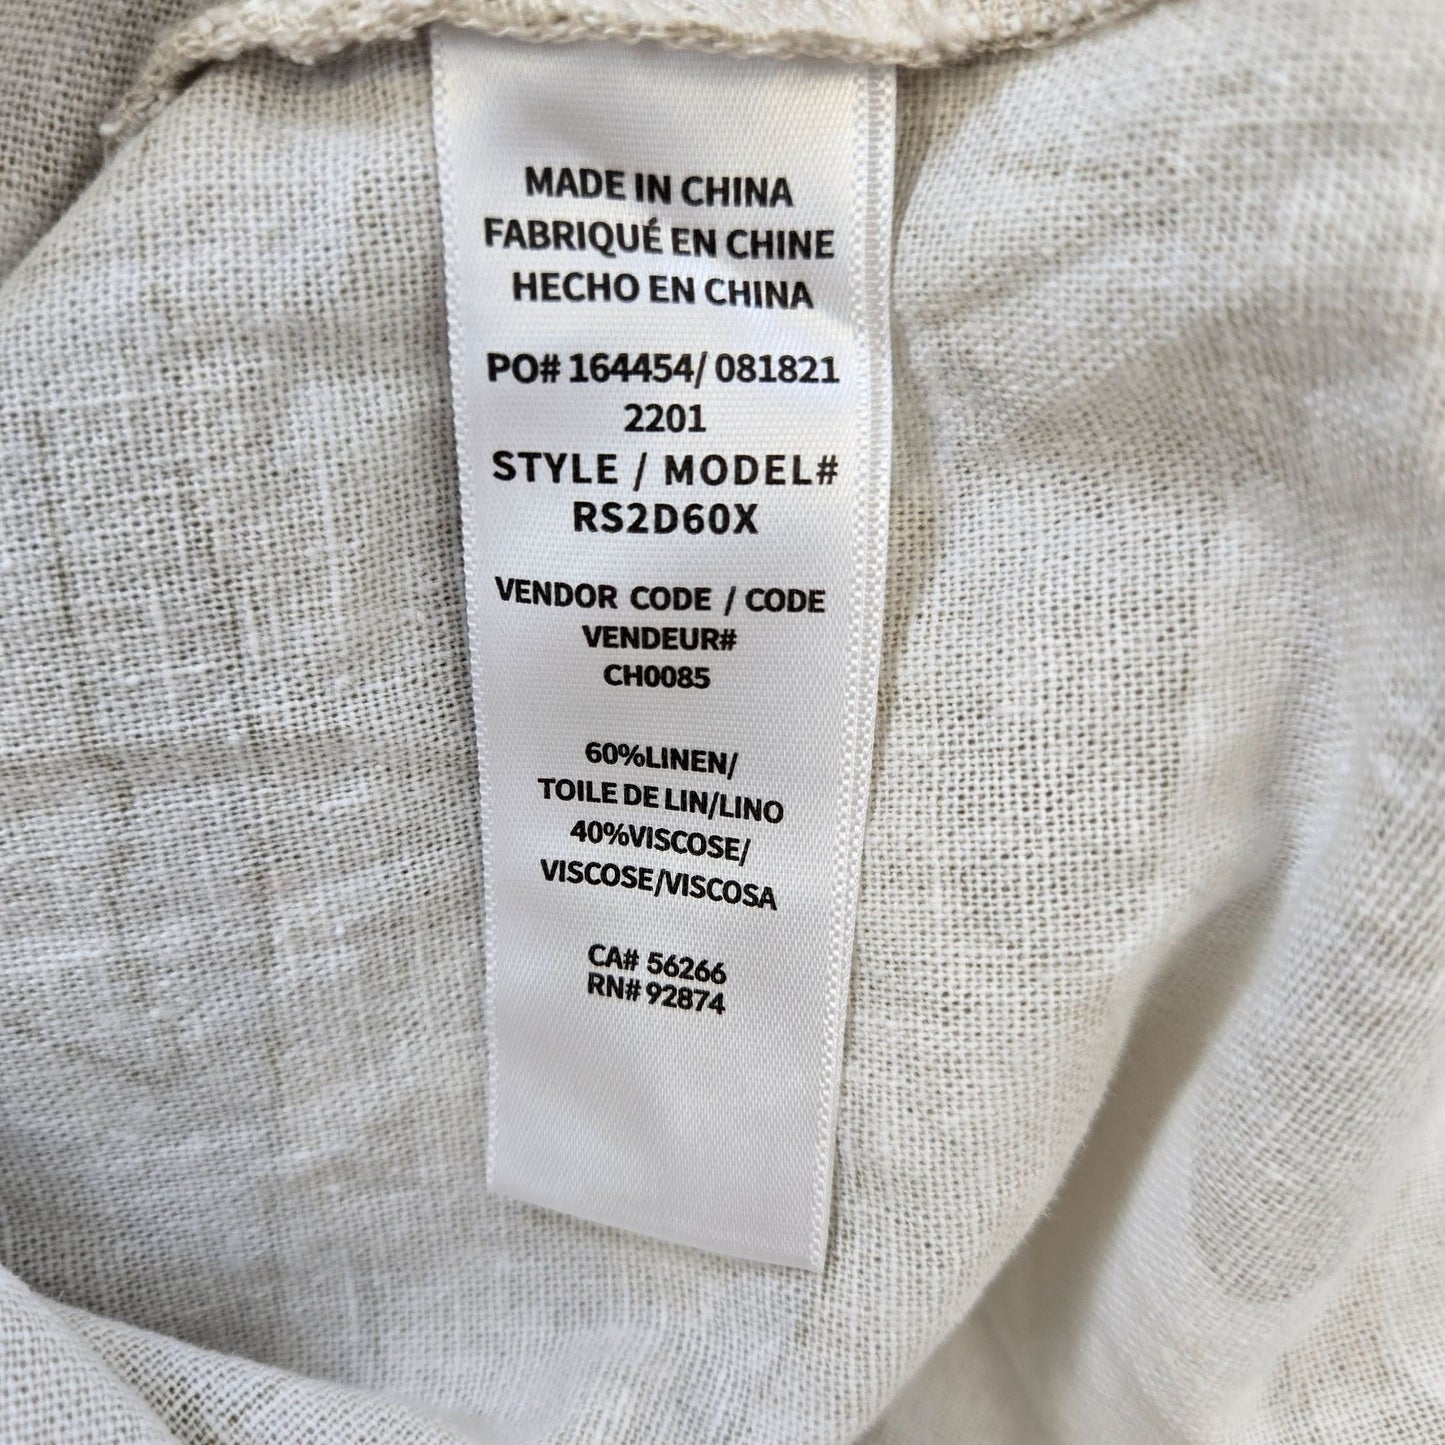 MADE IN CHINA
FABRIQUÉ EN CHINE
HECHO EN CHINA
PO# 164454/ 081821
2201
STYLE / MODEL#
RS2D60X
VENDOR CODE / CODE
VENDEUR#
CH0085
60%LINEN/
TOILE DE LIN/LINO
40%VISCOSE/
VISCOSE/VISCOSA
CA# 56266
RN# 92874